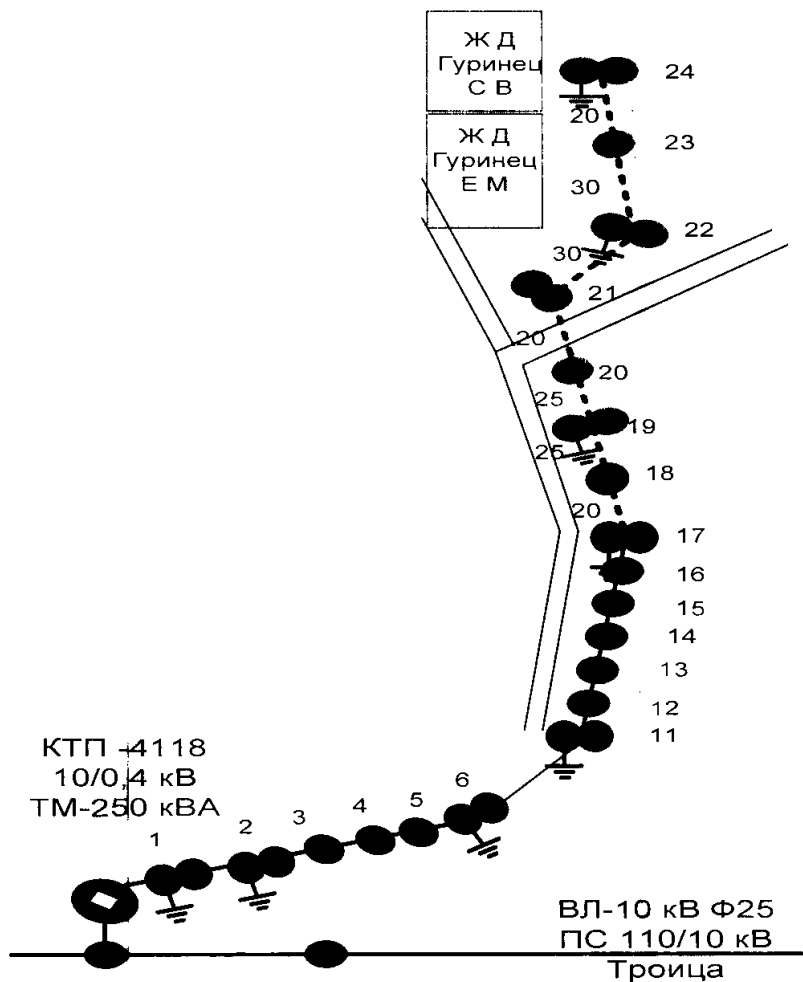 Ж Д
Гуринец
С В
24
20
23
Ж Д
Гуринец
Е М
30
22
30
21
20
20
25
19
25
18
20
17
16
15
14
13
12
11
КТП -4118
10/0,4 кВ
ТМ-250 кВА
6
5
4
3
2
1
ВЛ-10 кВ Ф25
ПС 110/10 кВ
Троица